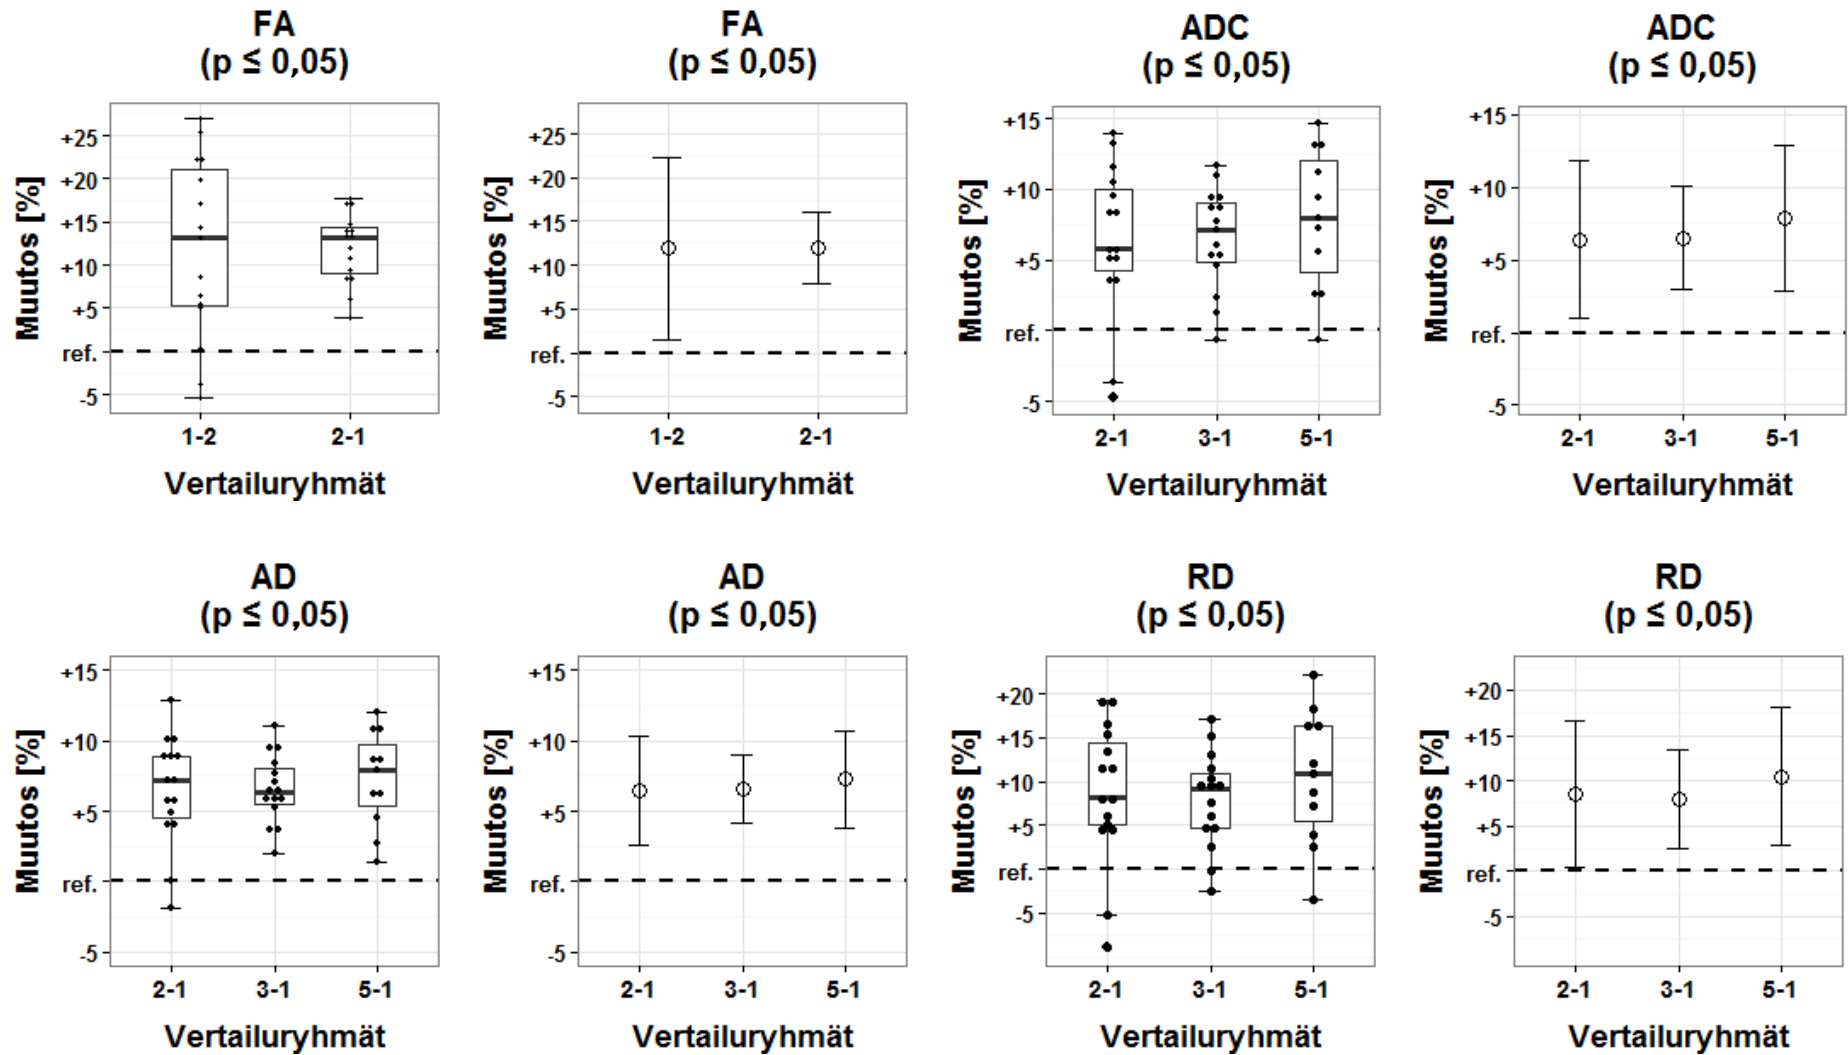 FA
(p ≤ 0,05)
Muutos [%]
+25
+20
+15
+10
+5
ref.
-5
1-2
2-1
Vertailuryhmät
FA
(p ≤ 0,05)
Muutos [%]
+25
+20
+15
+10
+5
ref.
-5
1-2
2-1
Vertailuryhmät
ADC
(p ≤ 0,05)
Muutos [%]
+15
+10
+5
ref.
-5
2-1
3-1
5-1
Vertailuryhmät
ADC
(p ≤ 0,05)
Muutos [%]
+15
+10
+5
ref.
-5
2-1
3-1
5-1
Vertailuryhmät
AD
(p ≤ 0,05)
Muutos [%]
+15
+10
+5
ref.
-5
2-1
3-1
5-1
Vertailuryhmät
AD
(p ≤ 0,05)
Muutos [%]
+15
+10
+5
ref.
-5
2-1
3-1
5-1
Vertailuryhmät
RD
(p ≤ 0,05)
Muutos [%]
+20
+15
+10
+5
ref.
-5
2-1
3-1
5-1
Vertailuryhmät
RD
(p ≤ 0,05)
Muutos [%]
+20
+15
+10
+5
ref.
-5
2-1
3-1
5-1
Vertailuryhmät